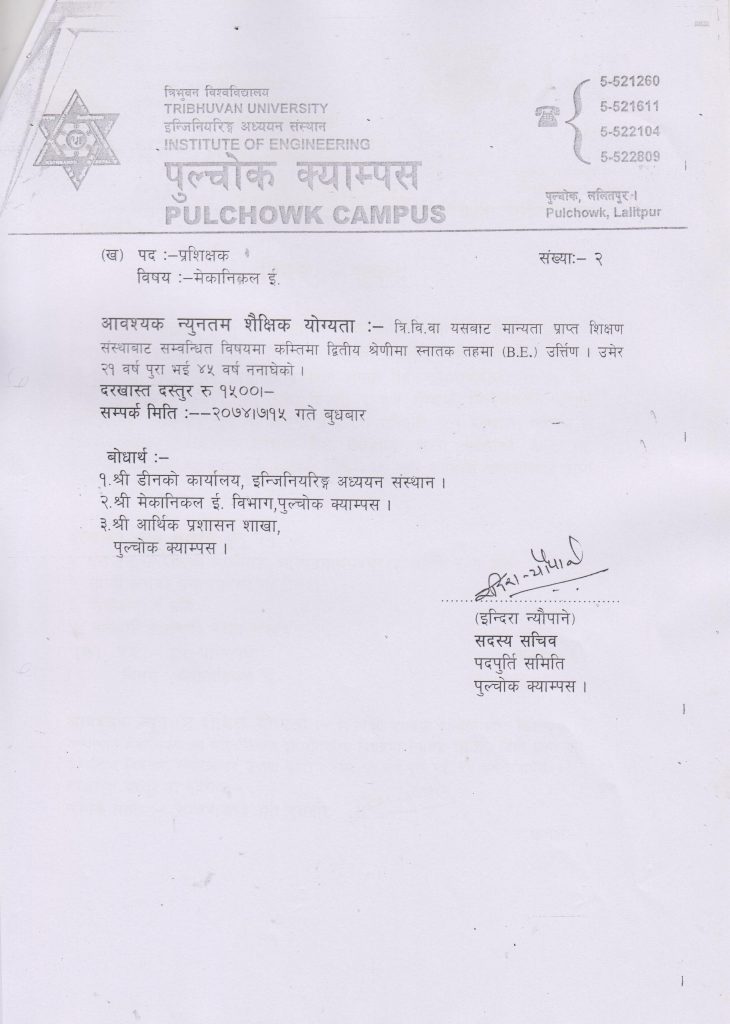 त्रिभुवन विश्वविद्यालय
TRIBHUVAN UNIVERSITY
इन्जिनियरिङ्ग अध्ययन संस्थान
INSTITUTE OF ENGINEERING
पुल्चोक क्याम्पस
PULCHOWK CAMPUS
5-521260
5-521611
5-522104
5-522809
पुल्चोक, ललितपुर ।
Pulchowk, Lalitpur
(ख) पद :–प्रशिक्षक
संख्या:– २
विषय :–मेकानिकल ई.
आवश्यक न्युनतम शैक्षिक योग्यता :– त्रि.वि.वा यसबाट मान्यता प्राप्त शिक्षण
संस्थाबाट सम्वन्धित विषयमा कम्तिमा द्वितीय श्रेणीमा स्नातक तहमा (B.E.) उर्त्तिण । उमेर
२१ वर्ष पुरा भई ४५ वर्ष ननाघेको ।
दरखास्त दस्तुर रु १५००।–
सम्पर्क मिति :––२०७४।७।१५ गते बुधबार
बोधार्थ :–
१.श्री डीनको कार्यालय, इन्जिनियरिङ्ग अध्ययन संस्थान ।
२.श्री मेकानिकल ई. विभाग,पुल्चोक क्याम्पस ।
३.श्री आर्थिक प्रशासन शाखा,
पुल्चोक क्याम्पस ।
(इन्दिरा न्यौपाने)
सदस्य सचिव
पदपुर्ति समिति
पुल्चोक क्याम्पस ।